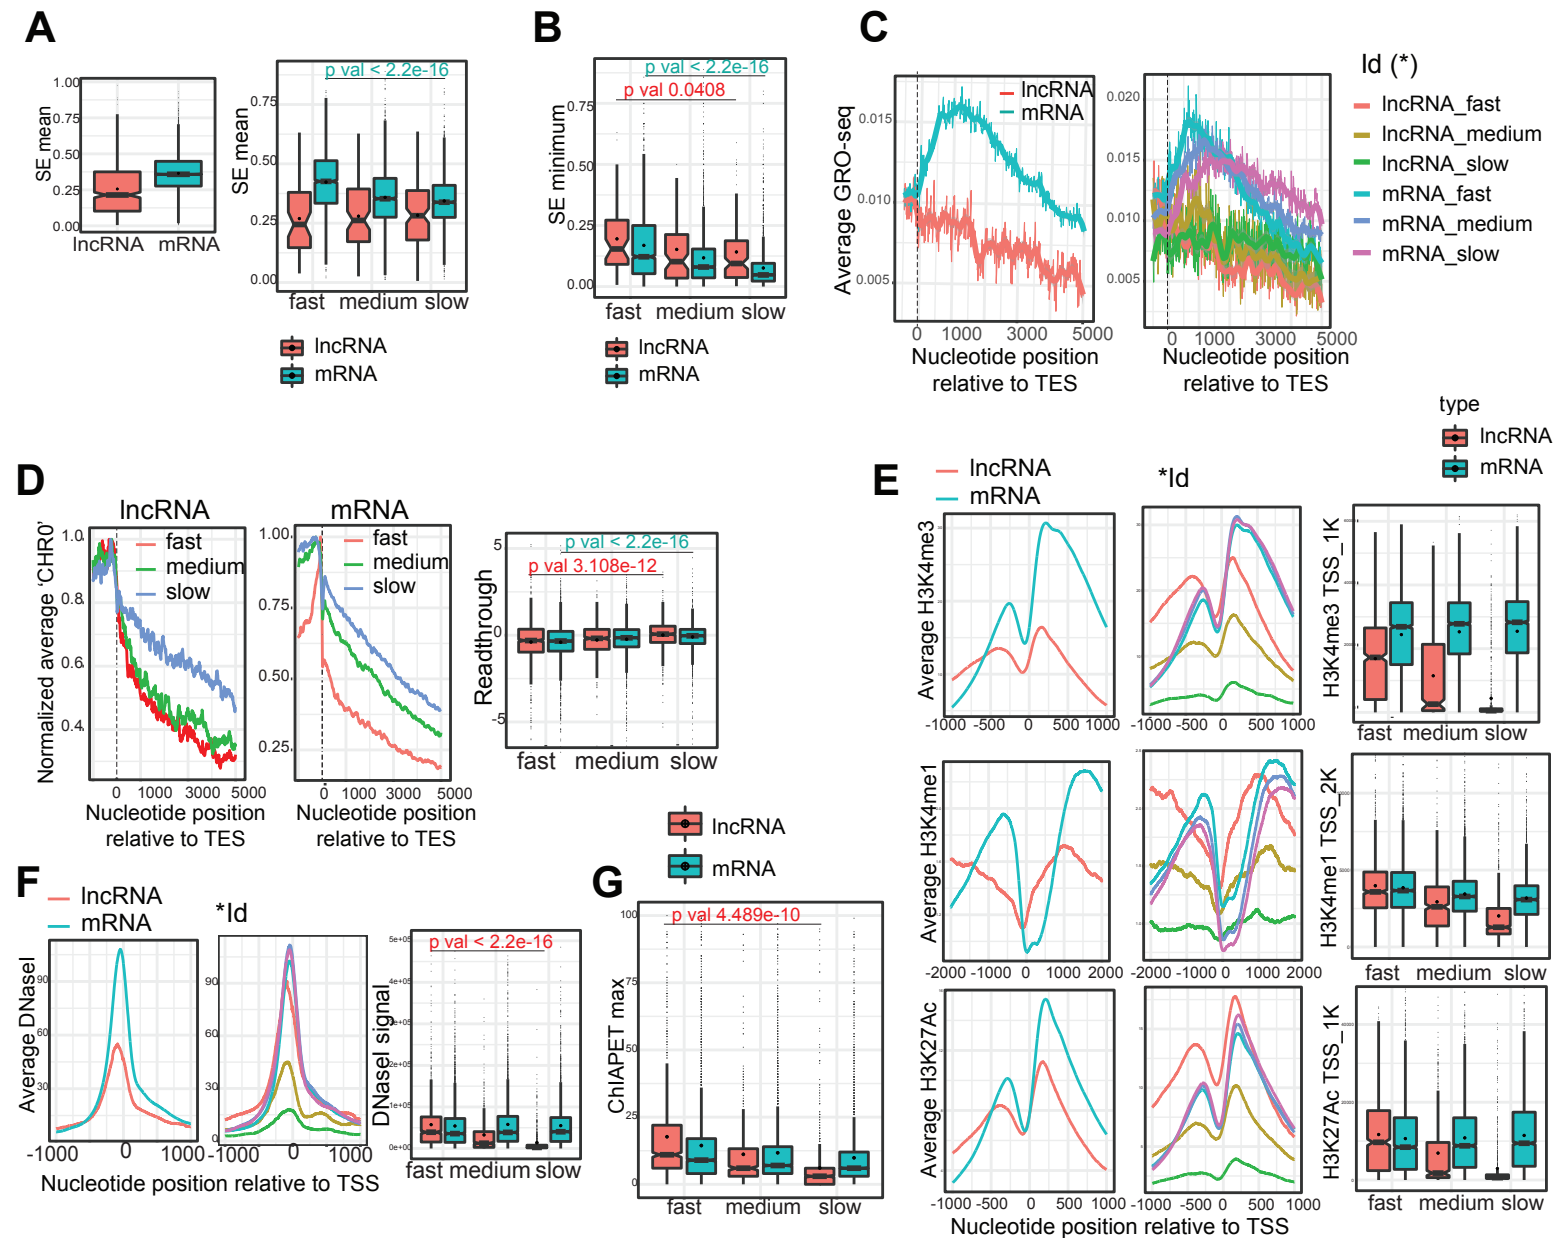 A
1.00
0.75
0.50
0.25
0.00
SE mean
lncRNA mRNA
p val < 2.2e-16
0.75
0.50
0.25
0.00
SE mean
fast medium slow
lncRNA
mRNA
B
p val < 2.2e-16
p val 0.0408
0.75
0.50
0.25
0.00
SE minimum
fast medium slow
lncRNA
mRNA
C
lncRNA
mRNA
0.015
0.010
0.005
Average GRO-seq
0 1000 3000 5000
Nucleotide position
relative to TES
0.020
0.015
0.010
0.005
0 1000 3000 5000
Nucleotide position
relative to TES
Id (*)
lncRNA_fast
lncRNA_medium
lncRNA_slow
mRNA_fast
mRNA_medium
mRNA_slow
D
lncRNA
fast
medium
slow
1.0
0.8
0.6
0.4
Normalized average 'CHR0'
0 1000 3000 5000
Nucleotide position
relative to TES
mRNA
fast
medium
slow
1.00
0.75
0.50
0.25
0 1000 3000 5000
Nucleotide position
relative to TES
5
0
-5
Readthrough
p val < 2.2e-16
p val 3.108e-12
fast medium slow
lncRNA
mRNA
E
lncRNA
mRNA
*Id
type
lncRNA
mRNA
Average H3K4me3
-1000 -500 0 500 1000
-1000 -500 0 500 1000
H3K4me3 TSS_1K
fast medium slow
Average H3K4me1
-2000 -1000 0 1000
-2000 -1000 0 1000 2000
H3K4me1 TSS_2K
fast medium slow
Average H3K27Ac
-1000 -500 0 500 1000
-1000 -500 0 500 1000
H3K27Ac TSS_1K
fast medium slow
Nucleotide position relative to TSS
F
lncRNA
mRNA
*Id
90
60
30
Average DNaseI
-1000 0 1000
90
60
30
0
-1000 0 1000
Nucleotide position relative to TSS
p val < 2.2e-16
5e+05
4e+05
2e+05
1e+05
0e+00
DNaseI signal
fast medium slow
G
p val 4.489e-10
100
75
50
25
0
ChIAPET max
fast medium slow